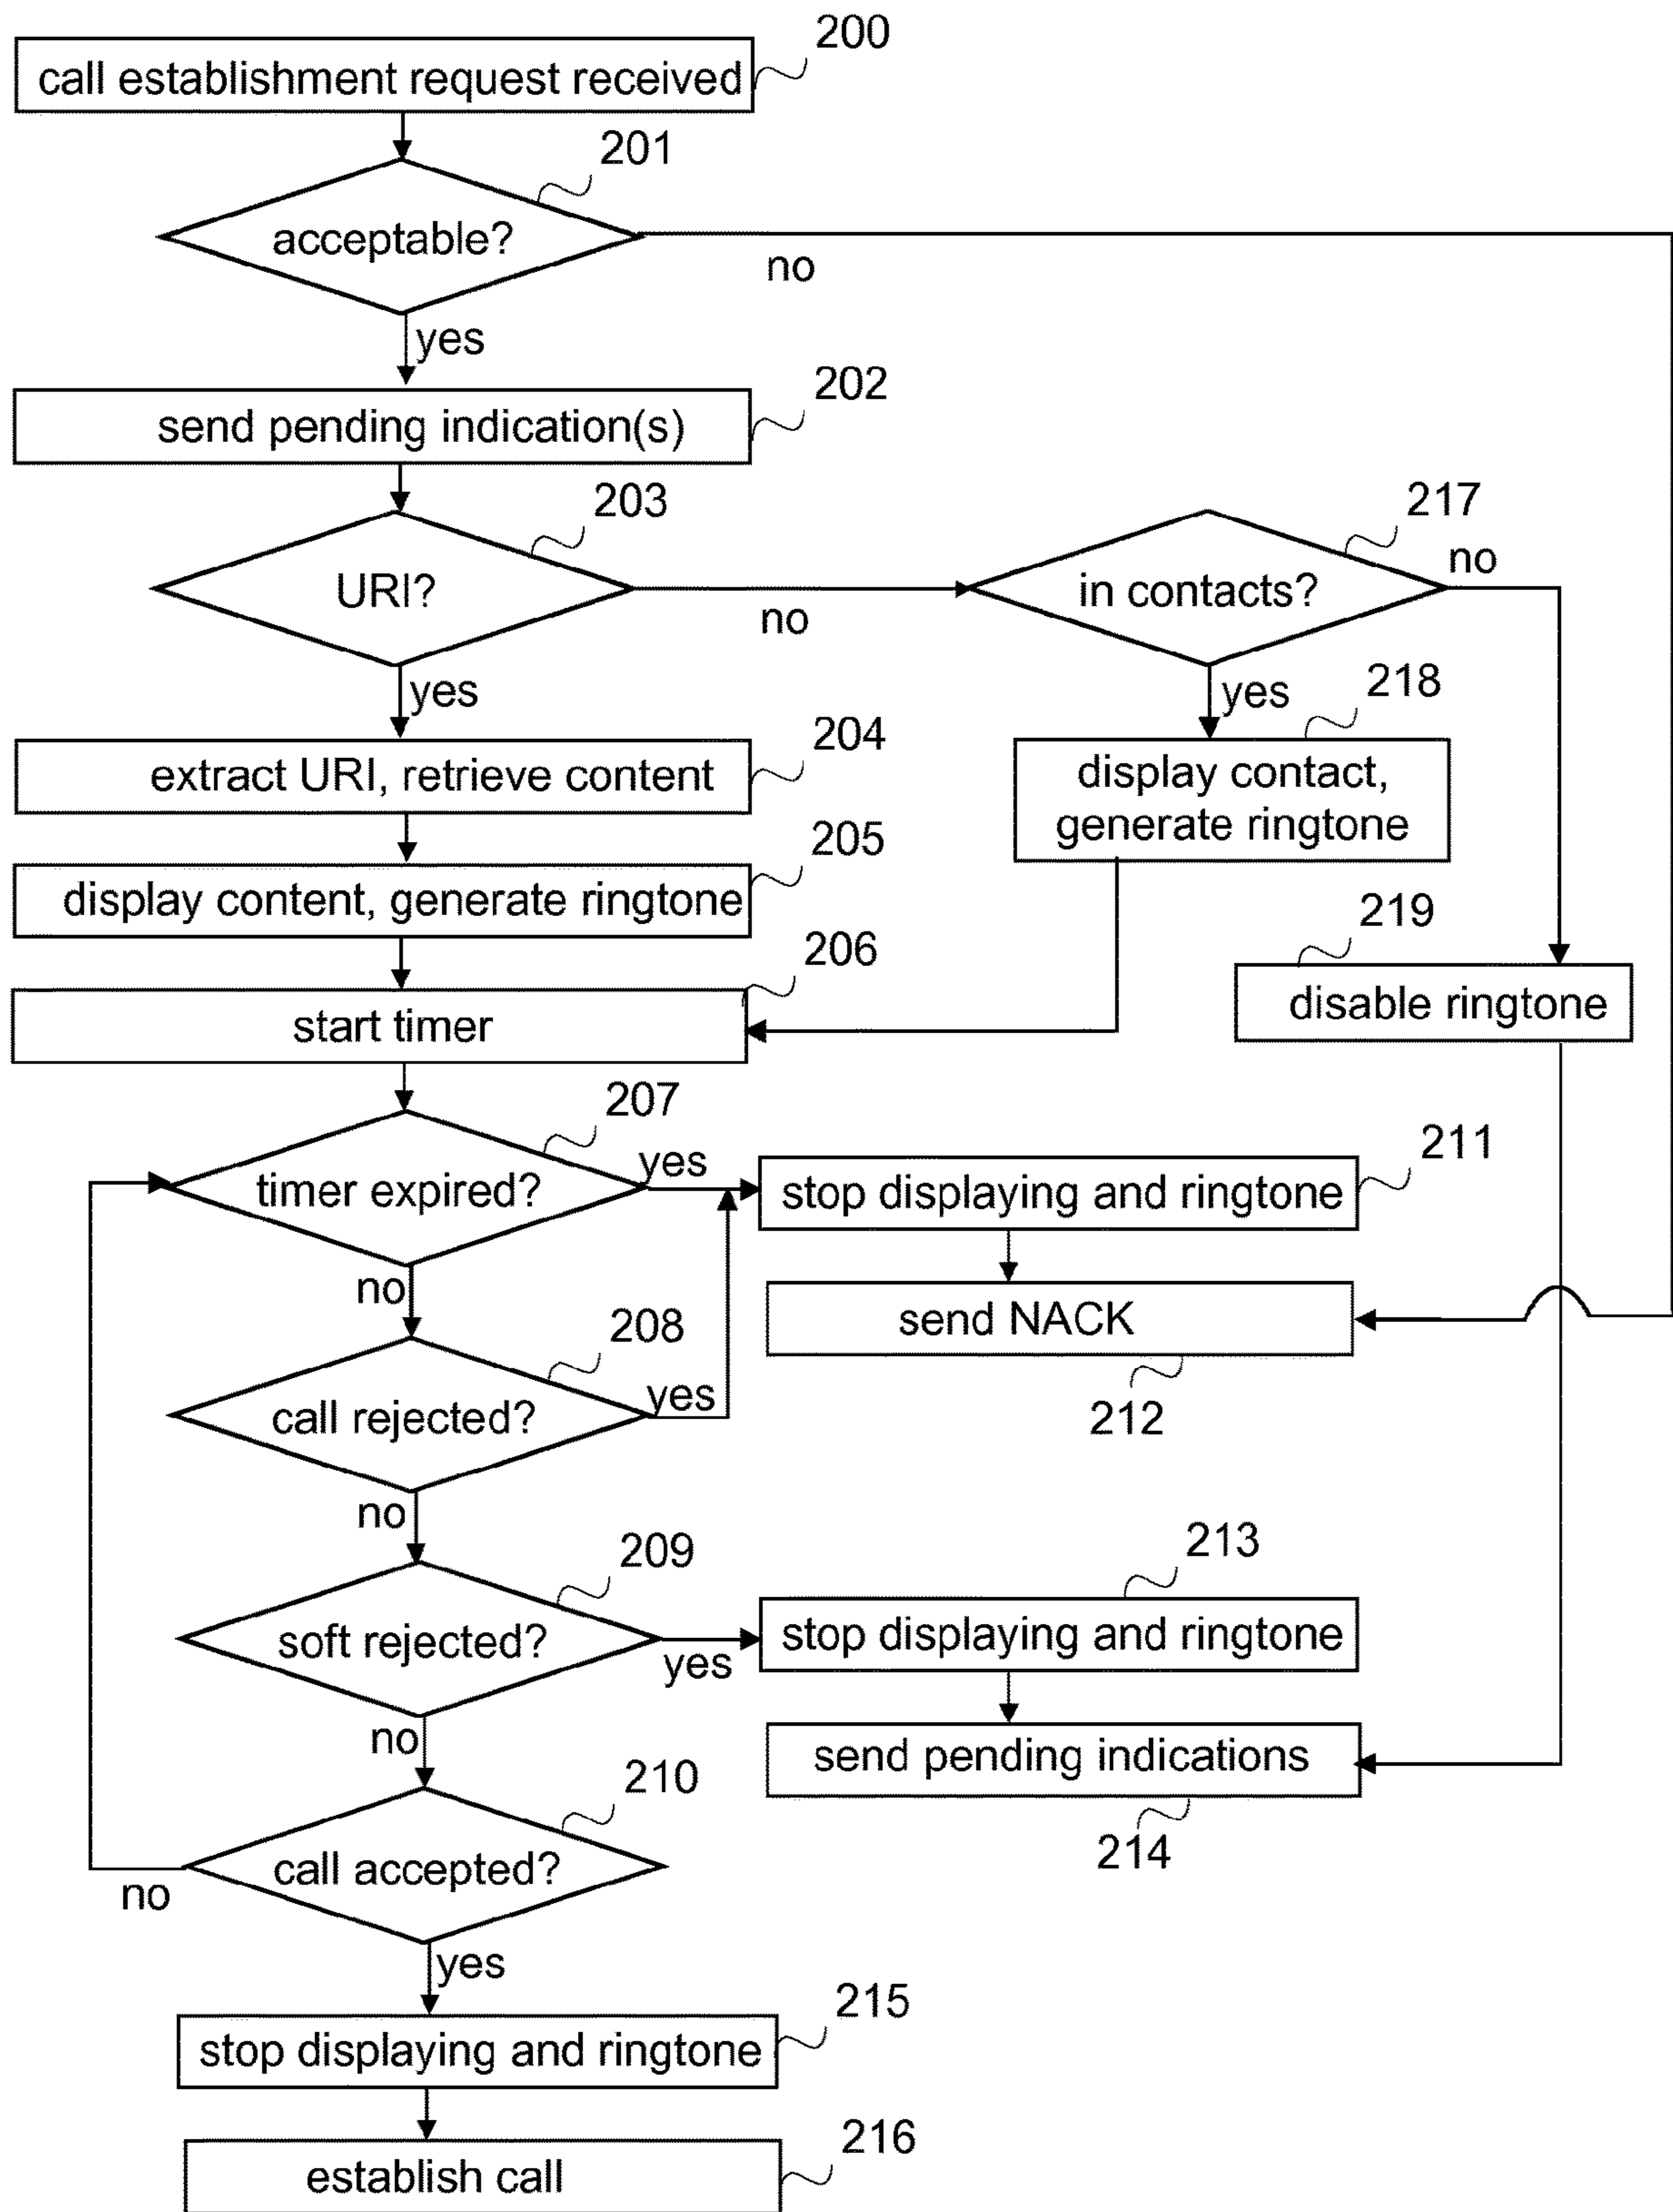 200
call establishment request received
201
acceptable?
no
yes
202
send pending indication(s)
203
URI?
no
217
in contacts?
no
yes
204
extract URI, retrieve content
yes
218
display contact,
generate ringtone
205
display content, generate ringtone
219
disable ringtone
206
start timer
207
timer expired?
yes
211
stop displaying and ringtone
no
send NACK
212
208
call rejected?
yes
no
209
soft rejected?
yes
213
stop displaying and ringtone
no
send pending indications
214
210
call accepted?
no
yes
215
stop displaying and ringtone
216
establish call